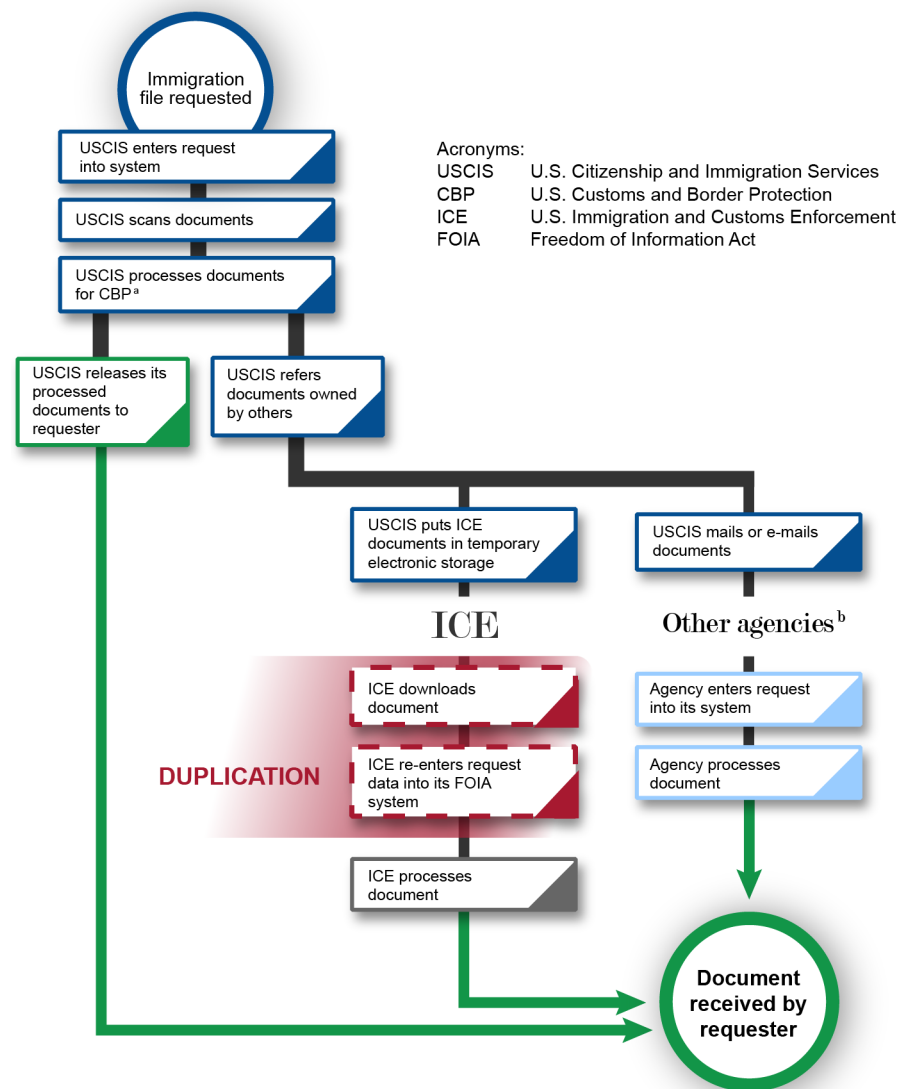 Immigration
file requested
USCIS enters request
into system
USCIS scans documents
USCIS processes documents
for CBPᵃ
Acronyms:
USCIS U.S. Citizenship and Immigration Services
CBP U.S. Customs and Border Protection
ICE U.S. Immigration and Customs Enforcement
FOIA Freedom of Information Act
USCIS releases its
processed
documents to
requester
USCIS refers
documents owned
by others
USCIS puts ICE
documents in temporary
electronic storage
USCIS mails or e-mails
documents
ICE
Other agenciesᵇ
DUPLICATION
ICE downloads
document
ICE re-enters request
data into its FOIA
system
ICE processes
document
Agency enters request
into its system
Agency processes
document
Document
received by
requester